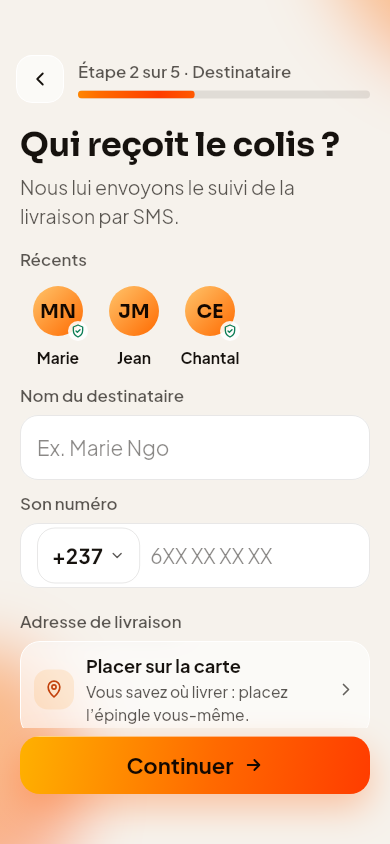 Étape 2 sur 5 · Destinataire
Qui reçoit le colis ?
Nous lui envoyons le suivi de la
livraison par SMS.
Récents
MN JM CE
Marie Jean Chantal
Nom du destinataire
Ex. Marie Ngo
Son numéro
+237 6XX XX XX XX
Adresse de livraison
Placer sur la carte
Vous savez où livrer : placez
l’épingle vous-même.
Continuer